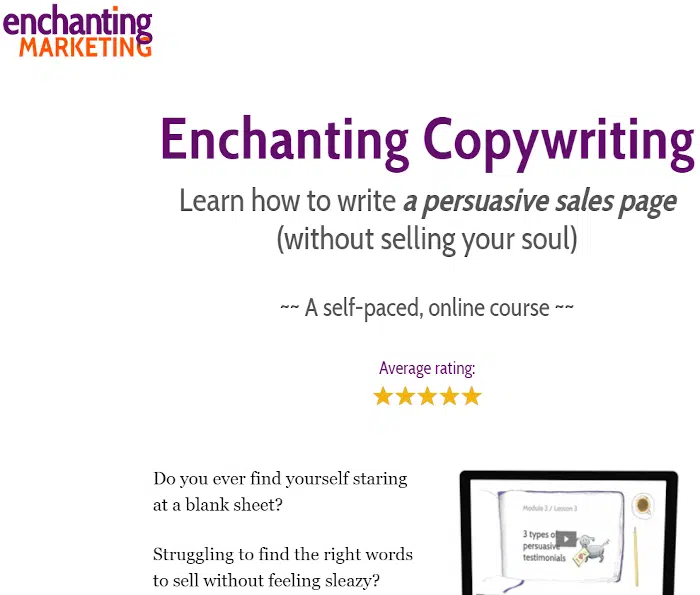 enchanting
MARKETING
Enchanting Copywriting
Learn how to write a persuasive sales page
(without selling your soul)
~~ A self-paced, online course ~~
Average rating:
Do you ever find yourself staring
at a blank sheet?
Struggling to find the right words
to sell without feeling sleazy?
Module 2 / Lesson 3
3 types of
persuasive
testimonials